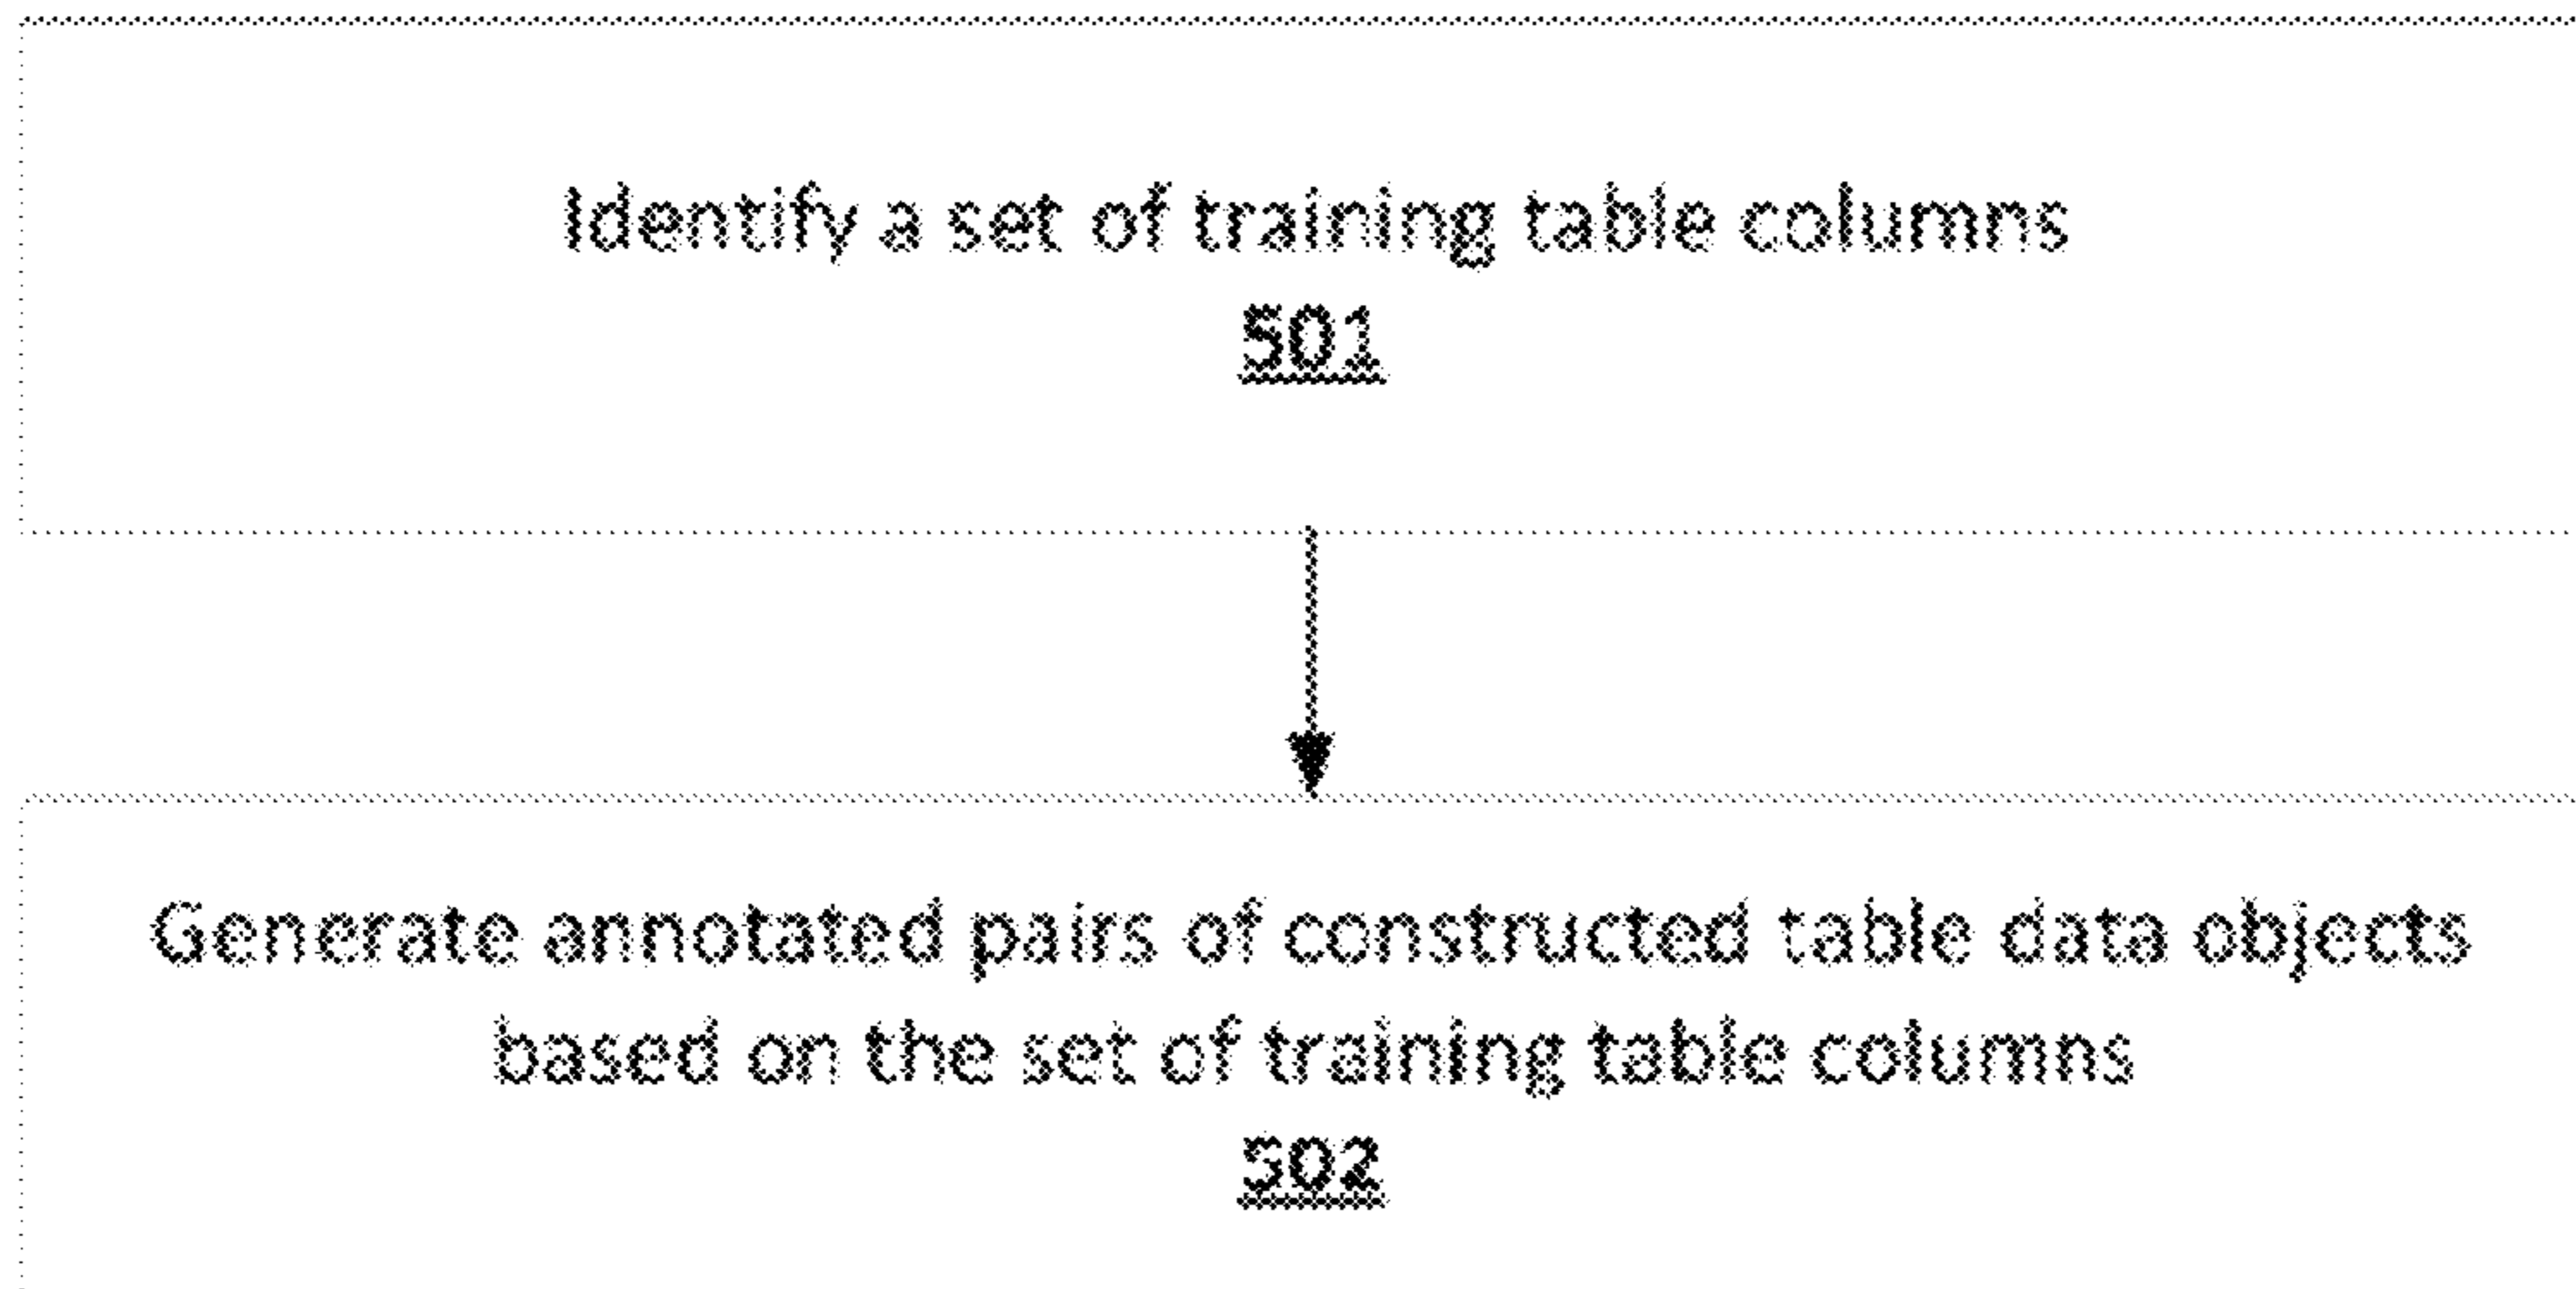 Identify a set of training table columns
501
Generate annotated pairs of constructed table data objects
based on the set of training table columns
502